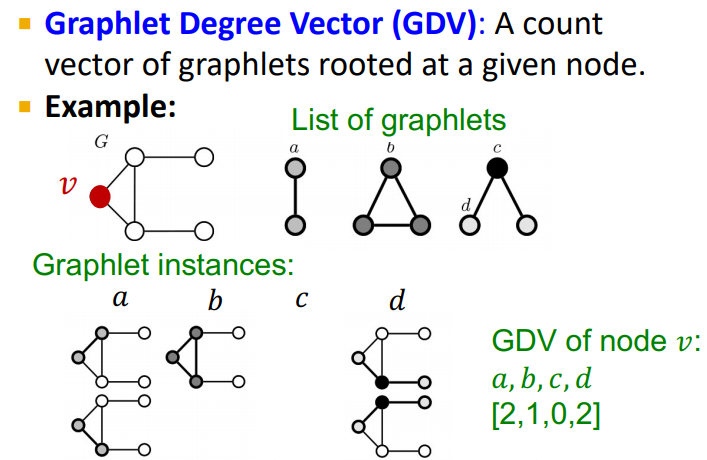 Graphlet Degree Vector (GDV): A count
vector of graphlets rooted at a given node.
Example:
List of graphlets
G
a
b
c
v
d
Graphlet instances:
a b c d
GDV of node v:
a, b, c, d
[2,1,0,2]